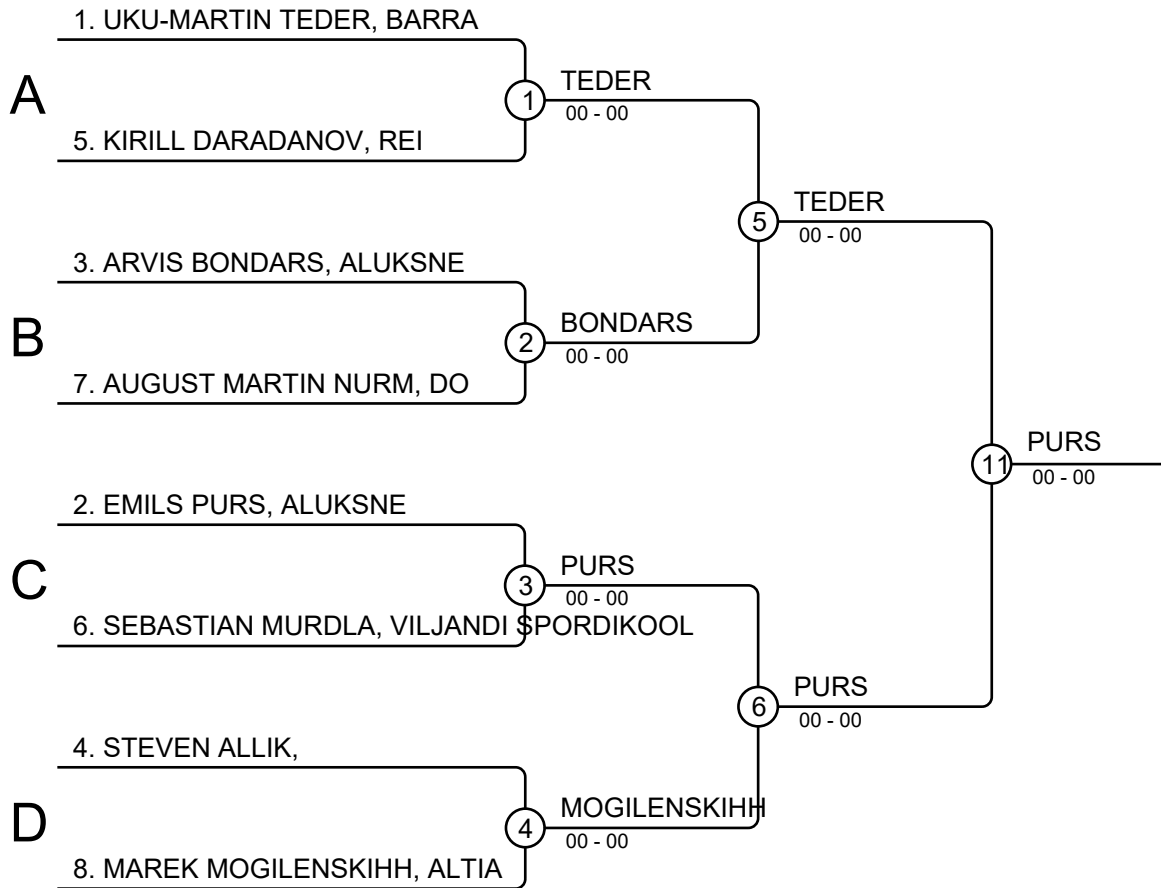 1. UKU-MARTIN TEDER, BARRA
A
1
TEDER
00 - 00
5. KIRILL DARADANOV, REI
5
TEDER
00 - 00
3. ARVIS BONDARS, ALUKSNE
B
2
BONDARS
00 - 00
7. AUGUST MARTIN NURM, DO
11
PURS
00 - 00
2. EMILS PURS, ALUKSNE
C
3
PURS
00 - 00
6. SEBASTIAN MURDLA, VILJANDI SPORDIKOOL
6
PURS
00 - 00
4. STEVEN ALLIK,
D
4
MOGILENSKIHH
00 - 00
8. MAREK MOGILENSKIHH, ALTIA